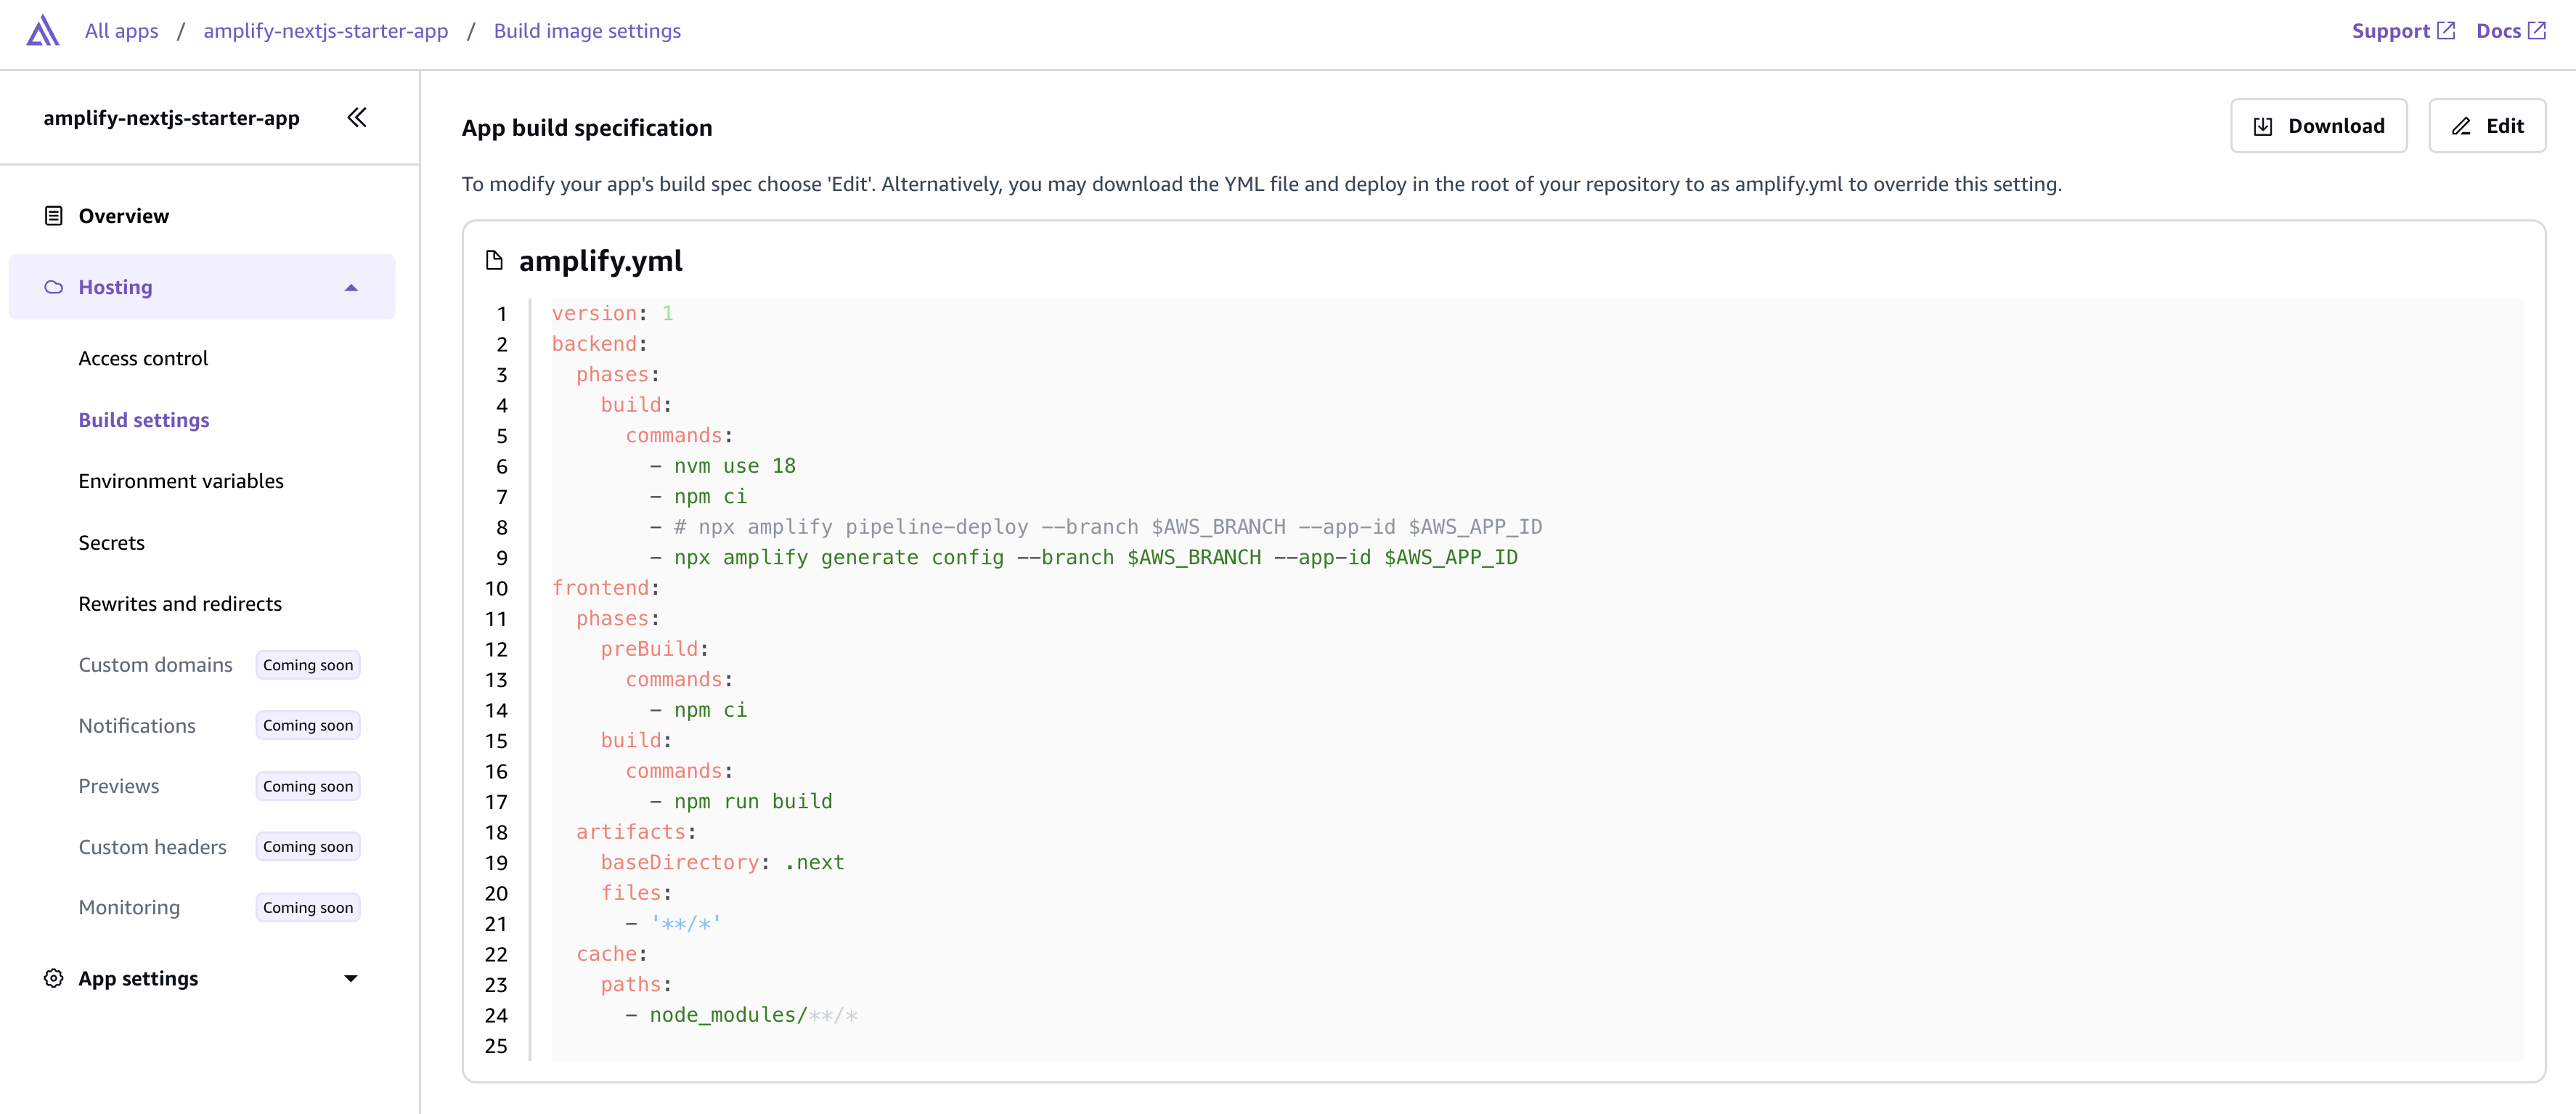 All apps / amplify-nextjs-starter-app / Build image settings
Support Docs
amplify-nextjs-starter-app
Overview
Hosting
Access control
Build settings
Environment variables
Secrets
Rewrites and redirects
Custom domains Coming soon
Notifications Coming soon
Previews Coming soon
Custom headers Coming soon
Monitoring Coming soon
App settings
App build specification
Download
Edit
To modify your app's build spec choose 'Edit'. Alternatively, you may download the YML file and deploy in the root of your repository to as amplify.yml to override this setting.
amplify.yml
1 version: 1
2 backend:
3   phases:
4     build:
5       commands:
6         - nvm use 18
7         - npm ci
8         - # npx amplify pipeline-deploy --branch $AWS_BRANCH --app-id $AWS_APP_ID
9         - npx amplify generate config --branch $AWS_BRANCH --app-id $AWS_APP_ID
10 frontend:
11   phases:
12     preBuild:
13       commands:
14         - npm ci
15     build:
16       commands:
17         - npm run build
18   artifacts:
19     baseDirectory: .next
20     files:
21       - '**/*'
22   cache:
23     paths:
24       - node_modules/**/*
25